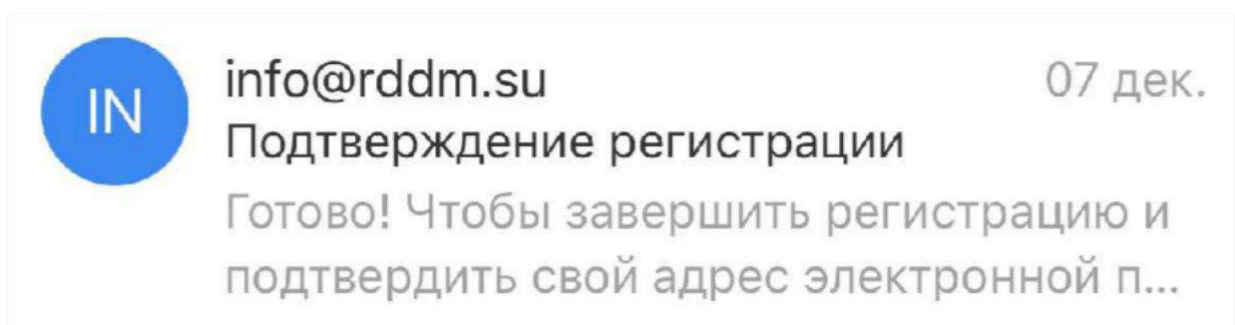 IN
info@rddm.su
07 дек.
Подтверждение регистрации
Готово! Чтобы завершить регистрацию и
подтвердить свой адрес электронной п...